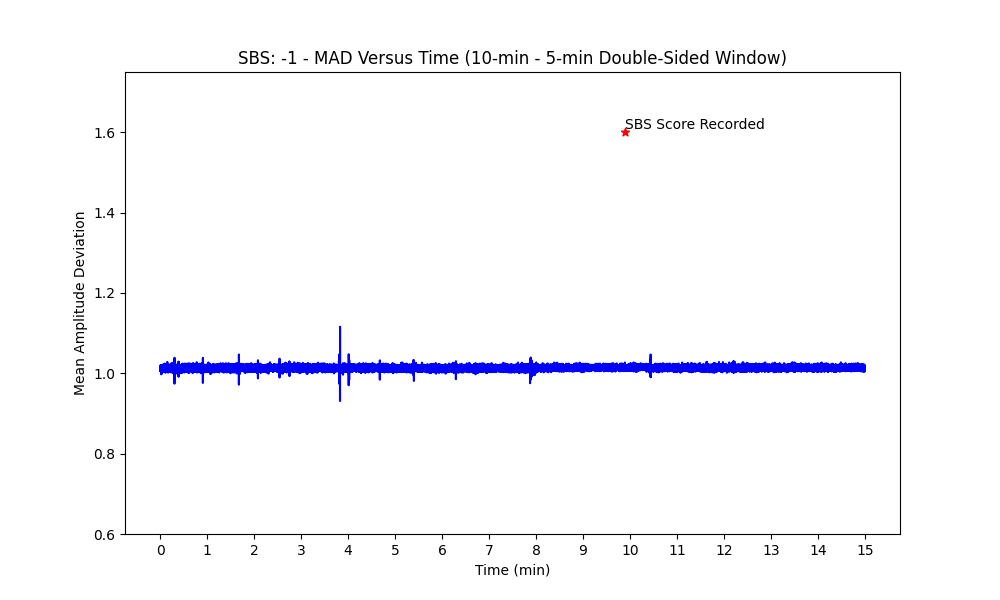 SBS: -1 - MAD Versus Time (10-min - 5-min Double-Sided Window)
SBS Score Recorded
Mean Amplitude Deviation
1.6
1.4
1.2
1.0
0.8
0.6
0 1 2 3 4 5 6 7 8 9 10 11 12 13 14 15
Time (min)